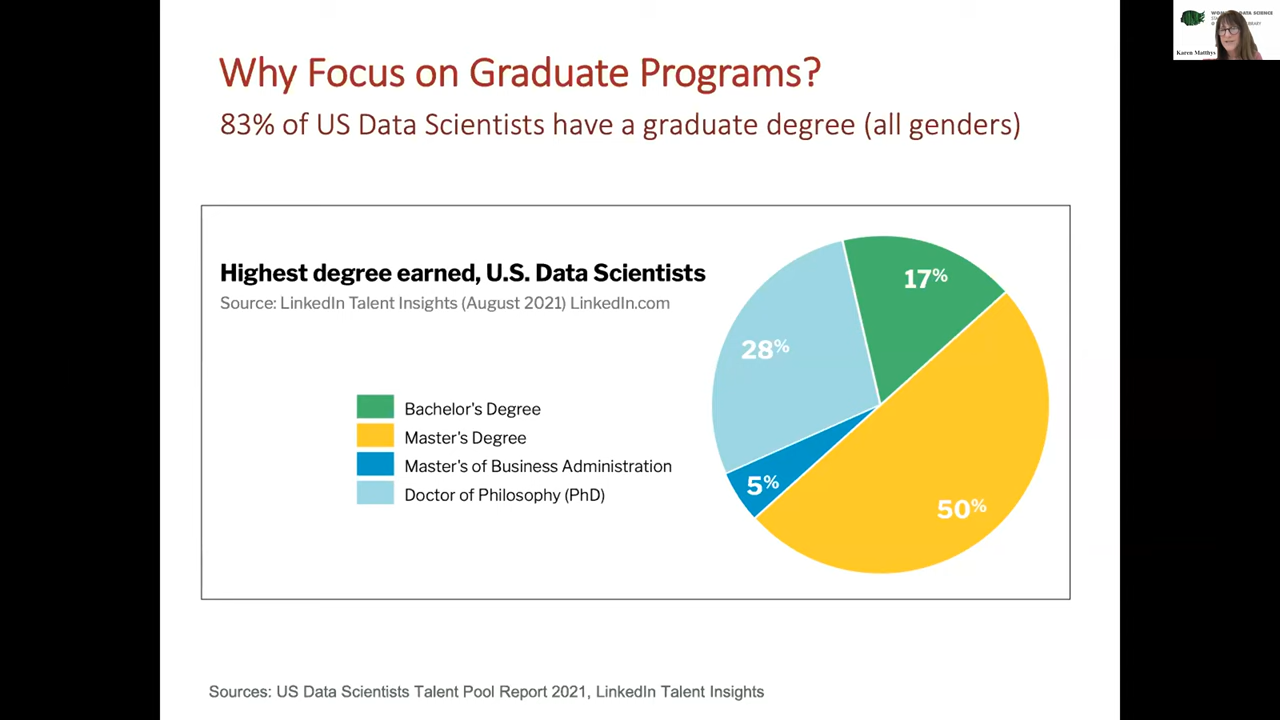 Why Focus on Graduate Programs?
83% of US Data Scientists have a graduate degree (all genders)
Highest degree earned, U.S. Data Scientists
Source: LinkedIn Talent Insights (August 2021) LinkedIn.com
Bachelor's Degree
Master's Degree
Master's of Business Administration
Doctor of Philosophy (PhD)
17%
28%
5%
50%
Sources: US Data Scientists Talent Pool Report 2021, LinkedIn Talent Insights
DATA SCIENCE
Karen Matthys